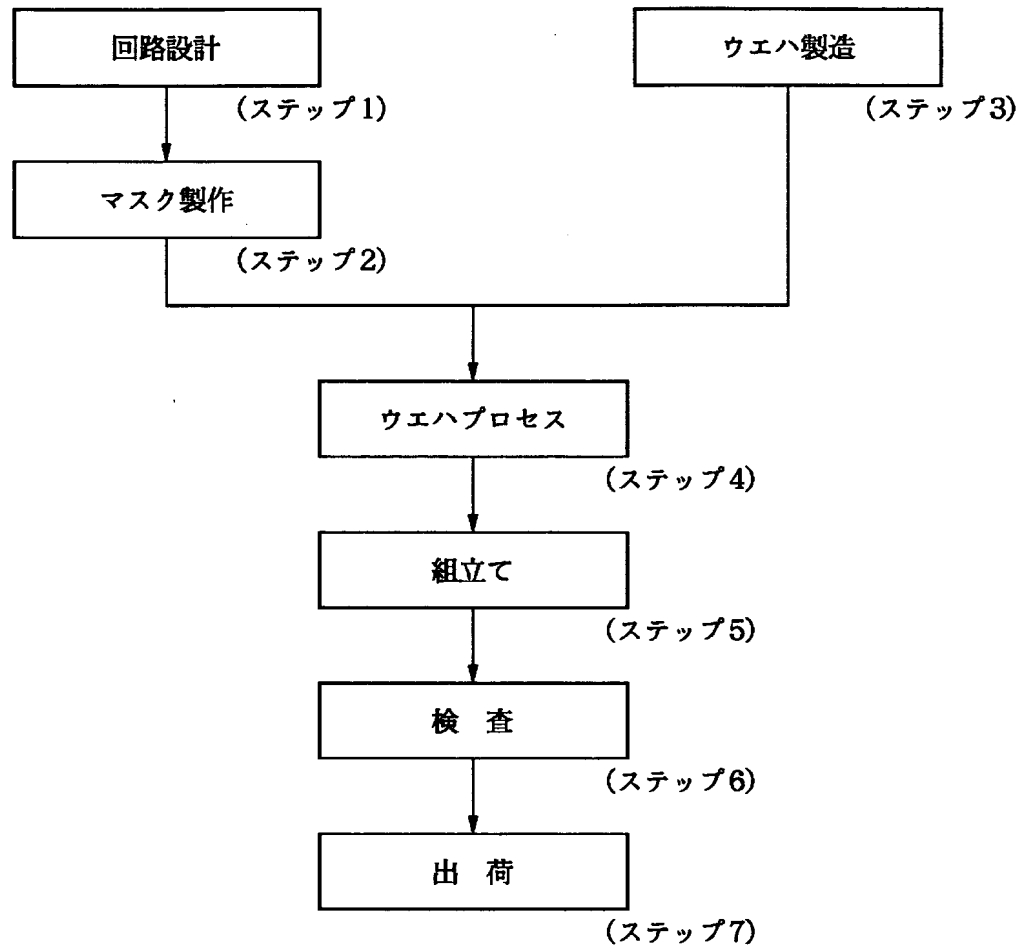 回路設計
(ステップ1)
マスク製作
(ステップ2)
ウエハ製造
(ステップ3)
ウエハプロセス
(ステップ4)
組立て
(ステップ5)
検 査
(ステップ6)
出 荷
(ステップ7)